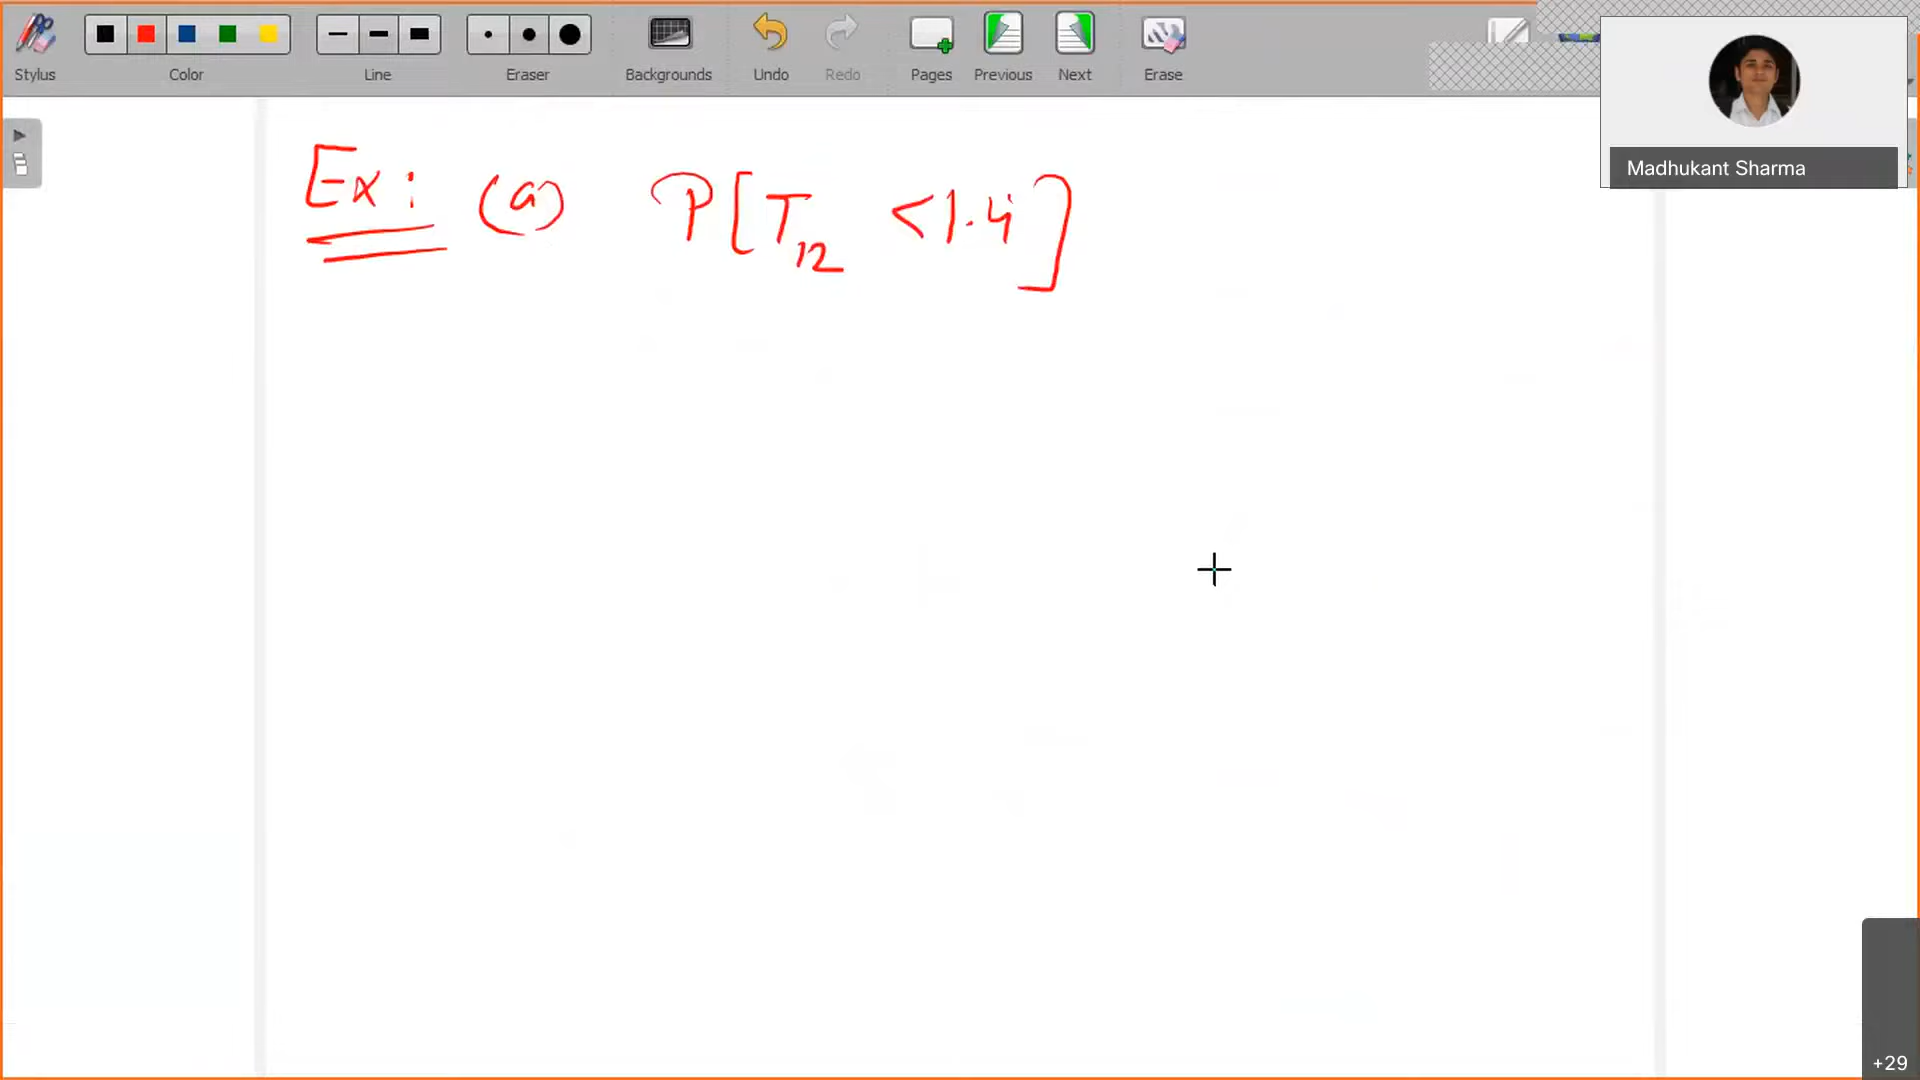 Stylus Color Line Eraser Backgrounds Undo Redo Pages Previous Next Erase
Madhukant Sharma
Ex: (a) P[T12 < 1.4]
+29